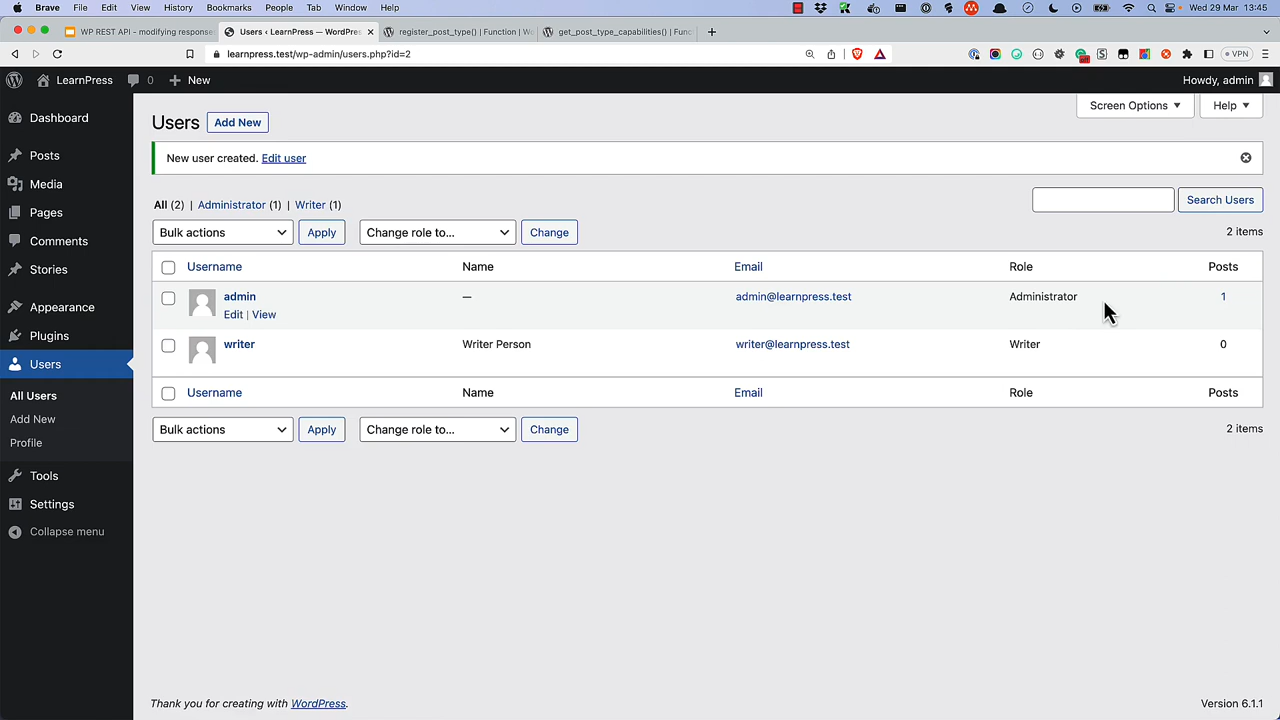 Brave File Edit View History Bookmarks People Tab Window Help Wed 29 Mar 13:45
WP REST API - modifying response Users ‹ LearnPress — WordPres register_post_type() | Function | W get_post_type_capabilities() | Fun
learnpress.test/wp-admin/users.php?id=2 VPN
LearnPress 0 New Howdy, admin
Screen Options Help
Dashboard
Posts
Media
Pages
Comments
Stories
Appearance
Plugins
Users
All Users
Add New
Profile
Tools
Settings
Collapse menu
Users Add New
New user created. Edit user
All (2) | Administrator (1) | Writer (1)
Search Users
Bulk actions Apply Change role to... Change 2 items
Username Name Email Role Posts
admin — admin@learnpress.test Administrator 1
Edit | View
writer Writer Person writer@learnpress.test Writer 0
Username Name Email Role Posts
Bulk actions Apply Change role to... Change 2 items
Thank you for creating with WordPress. Version 6.1.1